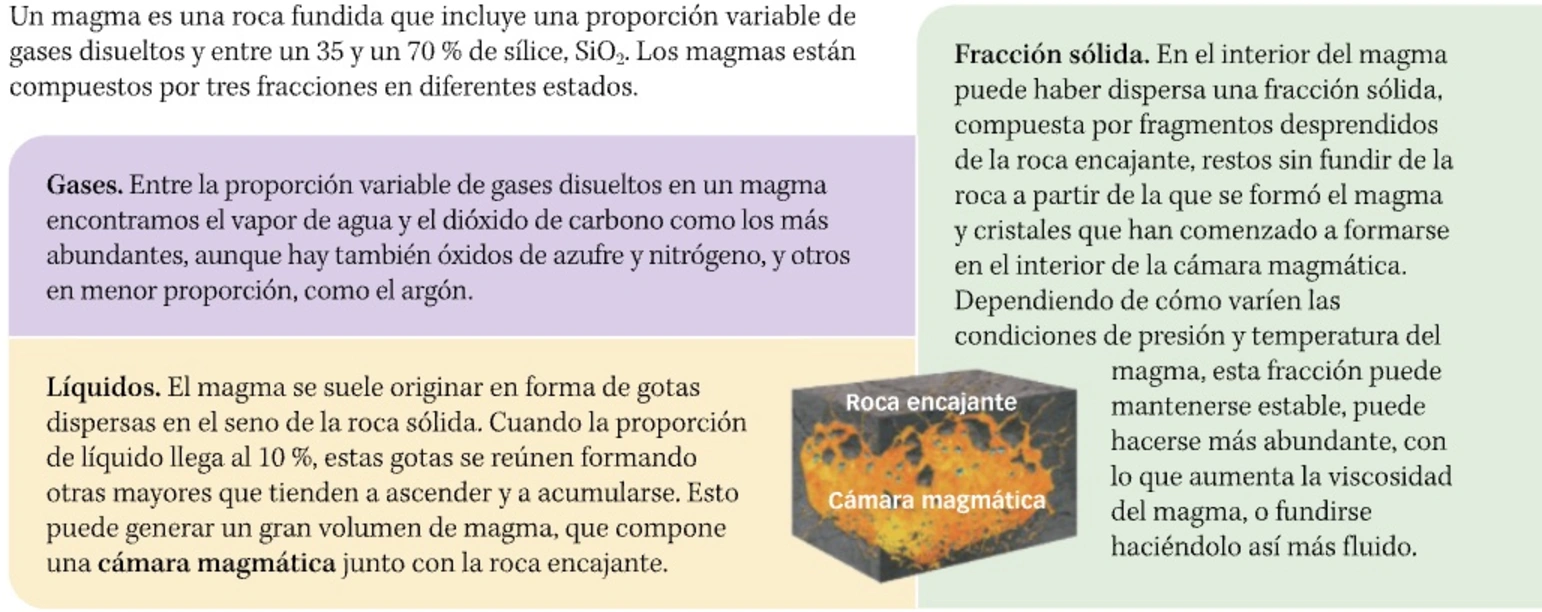 Un magma es una roca fundida que incluye una proporción variable de
gases disueltos y entre un 35 y un 70 % de sílice, SiO₂. Los magmas están
compuestos por tres fracciones en diferentes estados.
Gases. Entre la proporción variable de gases disueltos en un magma
encontramos el vapor de agua y el dióxido de carbono como los más
abundantes, aunque hay también óxidos de azufre y nitrógeno, y otros
en menor proporción, como el argón.
Líquidos. El magma se suele originar en forma de gotas
dispersas en el seno de la roca sólida. Cuando la proporción
de líquido llega al 10 %, estas gotas se reúnen formando
otras mayores que tienden a ascender y a acumularse. Esto
puede generar un gran volumen de magma, que compone
una cámara magmática junto con la roca encajante.
Roca encajante
Cámara magmática
Fracción sólida. En el interior del magma
puede haber dispersa una fracción sólida,
compuesta por fragmentos desprendidos
de la roca encajante, restos sin fundir de la
roca a partir de la que se formó el magma
y cristales que han comenzado a formarse
en el interior de la cámara magmática.
Dependiendo de cómo varíen las
condiciones de presión y temperatura del
magma, esta fracción puede
mantenerse estable, puede
hacerse más abundante, con
lo que aumenta la viscosidad
del magma, o fundirse
haciéndolo así más fluido.